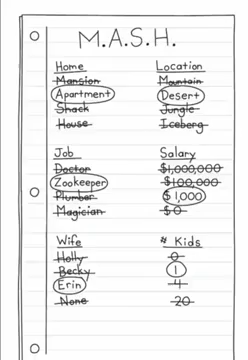 M.A.S.H.
Home Location
Mansion Mountain
Apartment Desert
Shack Jungle
House Iceberg
Job Salary
Doctor $1,000,000
Zookeeper $100,000
Plumber $1,000
Magician $0
Wife # Kids
Holly 0
Becky 1
Erin 4
None 20